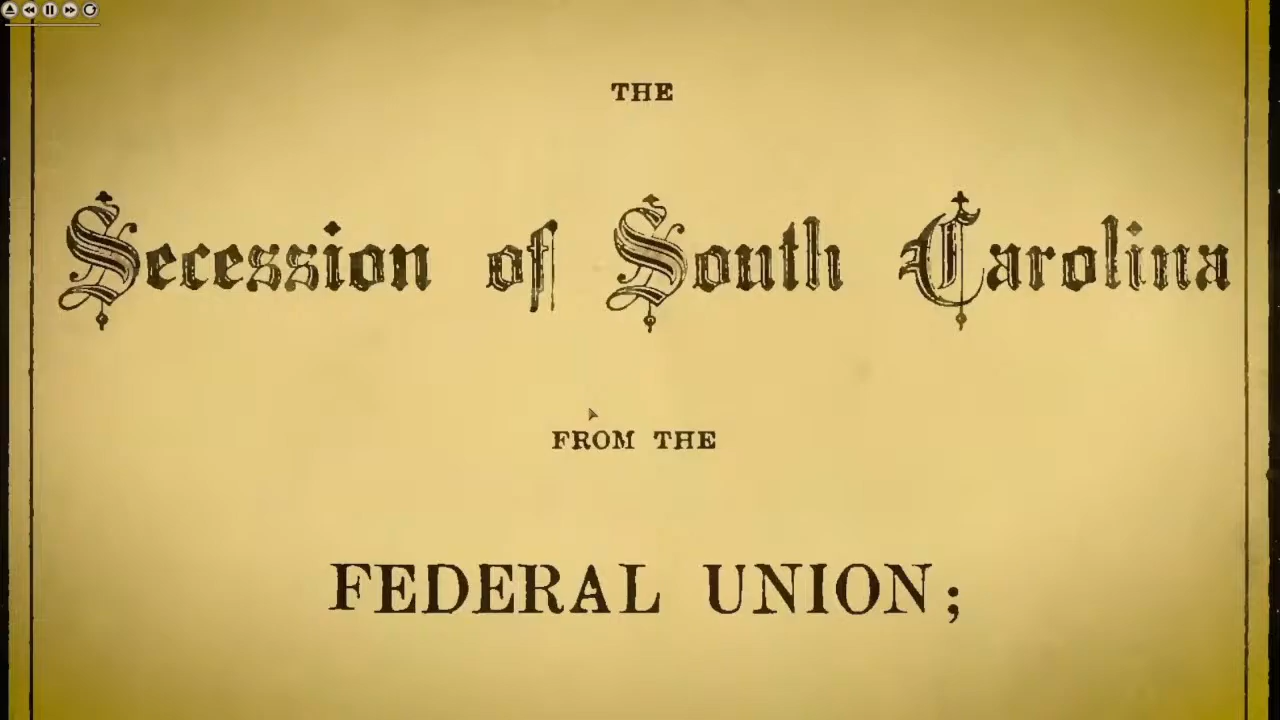 THE
Secession of South Carolina
FROM THE
FEDERAL UNION;